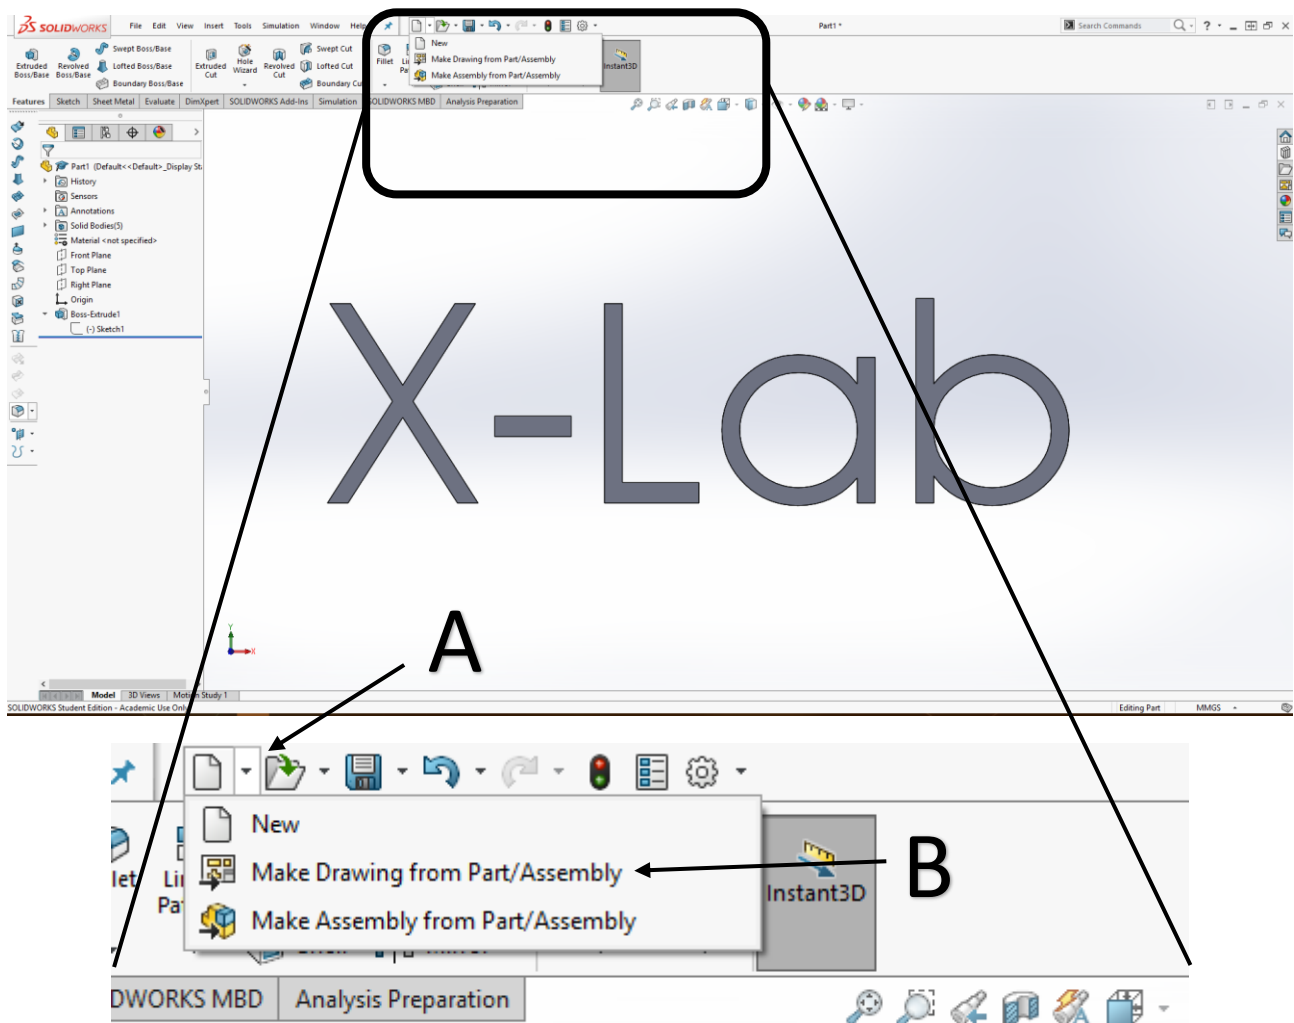 SOLIDWORKS File Edit View Insert Tools Simulation Window Help Part1 * Search Commands ?
New
Make Drawing from Part/Assembly
Make Assembly from Part/Assembly
Extruded Boss/Base
Revolved Boss/Base
Swept Boss/Base
Lofted Boss/Base
Boundary Boss/Base
Extruded Cut
Hole Wizard
Revolved Cut
Swept Cut
Lofted Cut
Boundary Cu
Fillet
Instant3D
Features Sketch Sheet Metal Evaluate DimXpert SOLIDWORKS Add-Ins Simulation SOLIDWORKS MBD Analysis Preparation
Part1 (Default<<Default>_Display St
History
Sensors
Annotations
Solid Bodies(5)
Material <not specified>
Front Plane
Top Plane
Right Plane
Origin
Boss-Extrude1
(-) Sketch1
X-Lab
Y
X
A
Model 3D Views Motion Study 1
SOLIDWORKS Student Edition - Academic Use Only Editing Part MMGS
New
Make Drawing from Part/Assembly
B
Make Assembly from Part/Assembly
let
Lin
Pa
Instant3D
DWORKS MBD Analysis Preparation